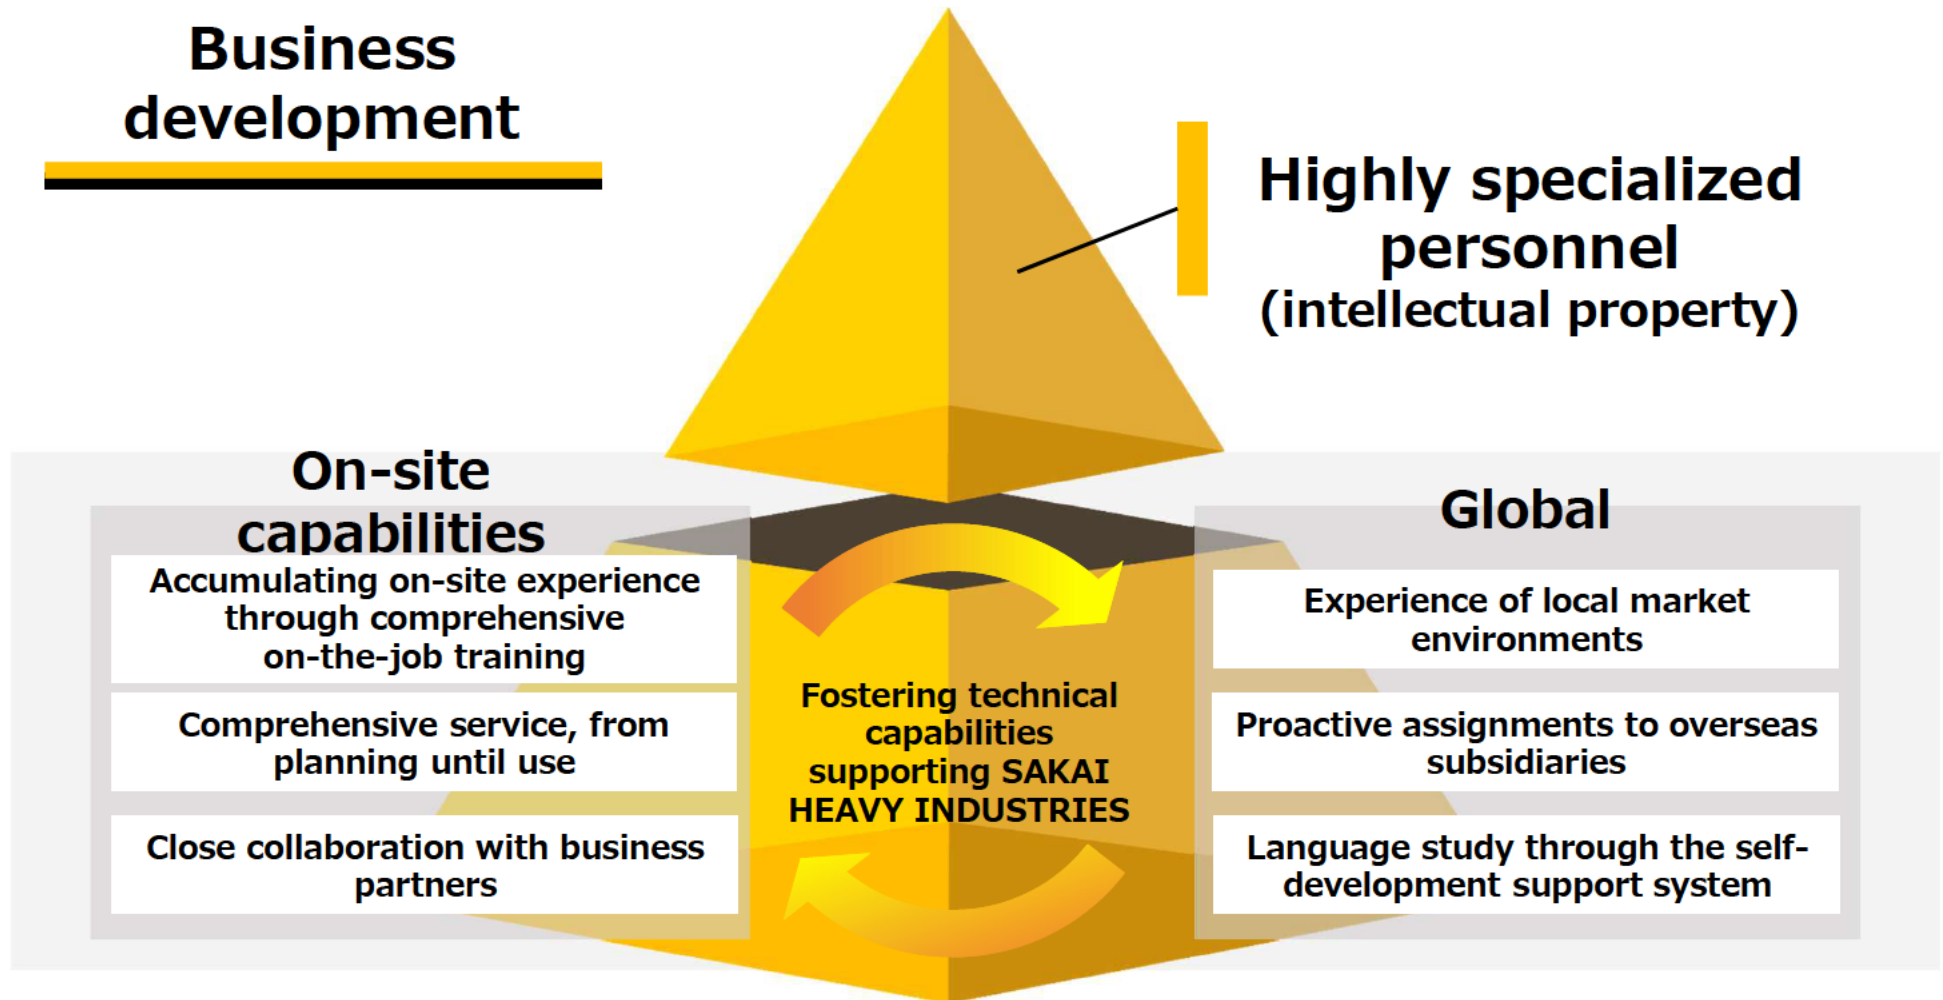 Business
development
Highly specialized
personnel
(intellectual property)
On-site
capabilities
Accumulating on-site experience
through comprehensive
on-the-job training
Comprehensive service, from
planning until use
Close collaboration with business
partners
Fostering technical
capabilities
supporting SAKAI
HEAVY INDUSTRIES
Global
Experience of local market
environments
Proactive assignments to overseas
subsidiaries
Language study through the self-
development support system